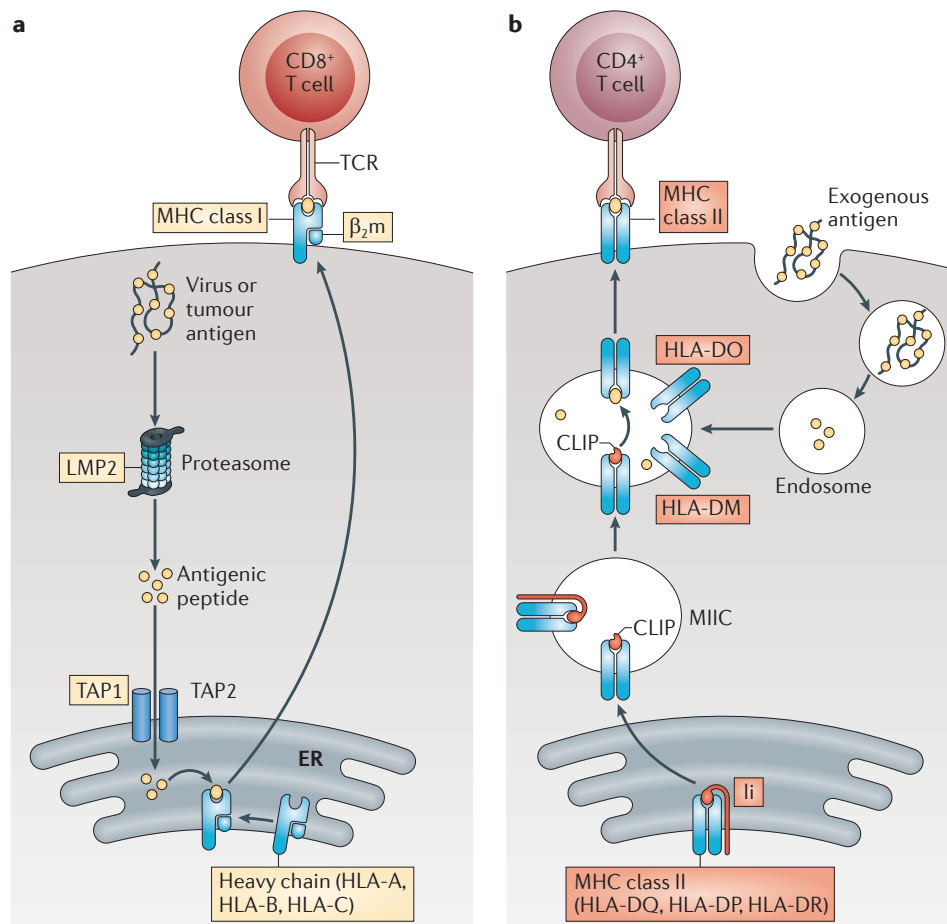 a
CD8⁺
T cell
TCR
MHC class I
β₂m
Virus or
tumour
antigen
LMP2
Proteasome
Antigenic
peptide
TAP1
TAP2
ER
Heavy chain (HLA-A,
HLA-B, HLA-C)
b
CD4⁺
T cell
MHC
class II
Exogenous
antigen
HLA-DO
CLIP
HLA-DM
Endosome
MIIC
CLIP
Ii
MHC class II
(HLA-DQ, HLA-DP, HLA-DR)